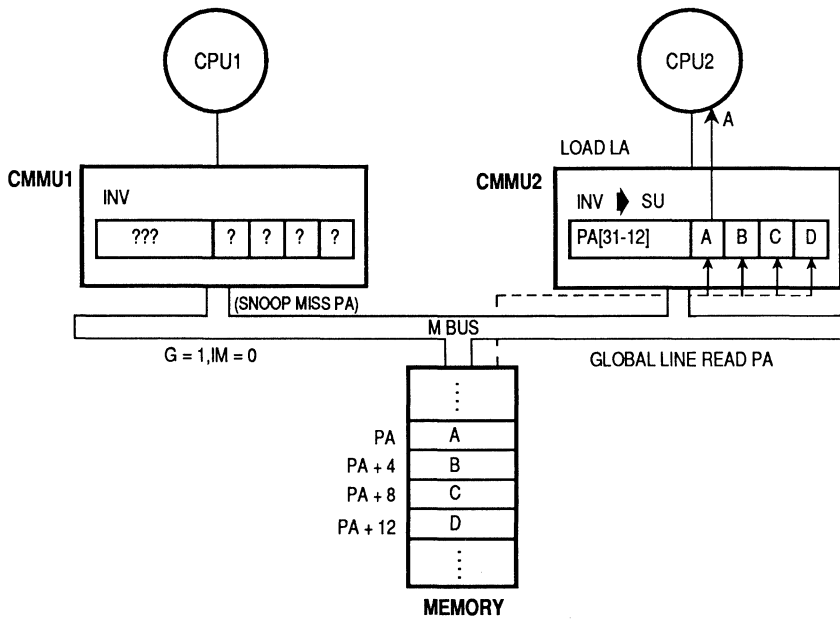 CPU1
CPU2
A
LOAD LA
CMMU1
INV
??? ? ? ? ?
CMMU2
INV SU
PA[31-12] A B C D
(SNOOP MISS PA)
M BUS
G = 1,IM = 0
GLOBAL LINE READ PA
PA A
PA + 4 B
PA + 8 C
PA + 12 D
MEMORY